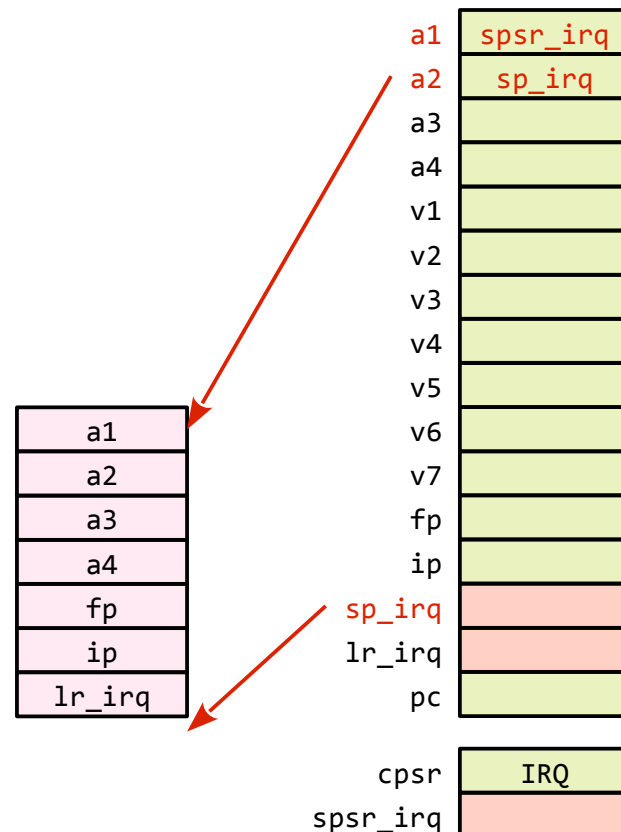 a1 spsr_irq
a2 sp_irq
a3
a4
v1
v2
v3
v4
v5
v6
v7
fp
ip
sp_irq
lr_irq
pc
cpsr IRQ
spsr_irq
a1
a2
a3
a4
fp
ip
lr_irq